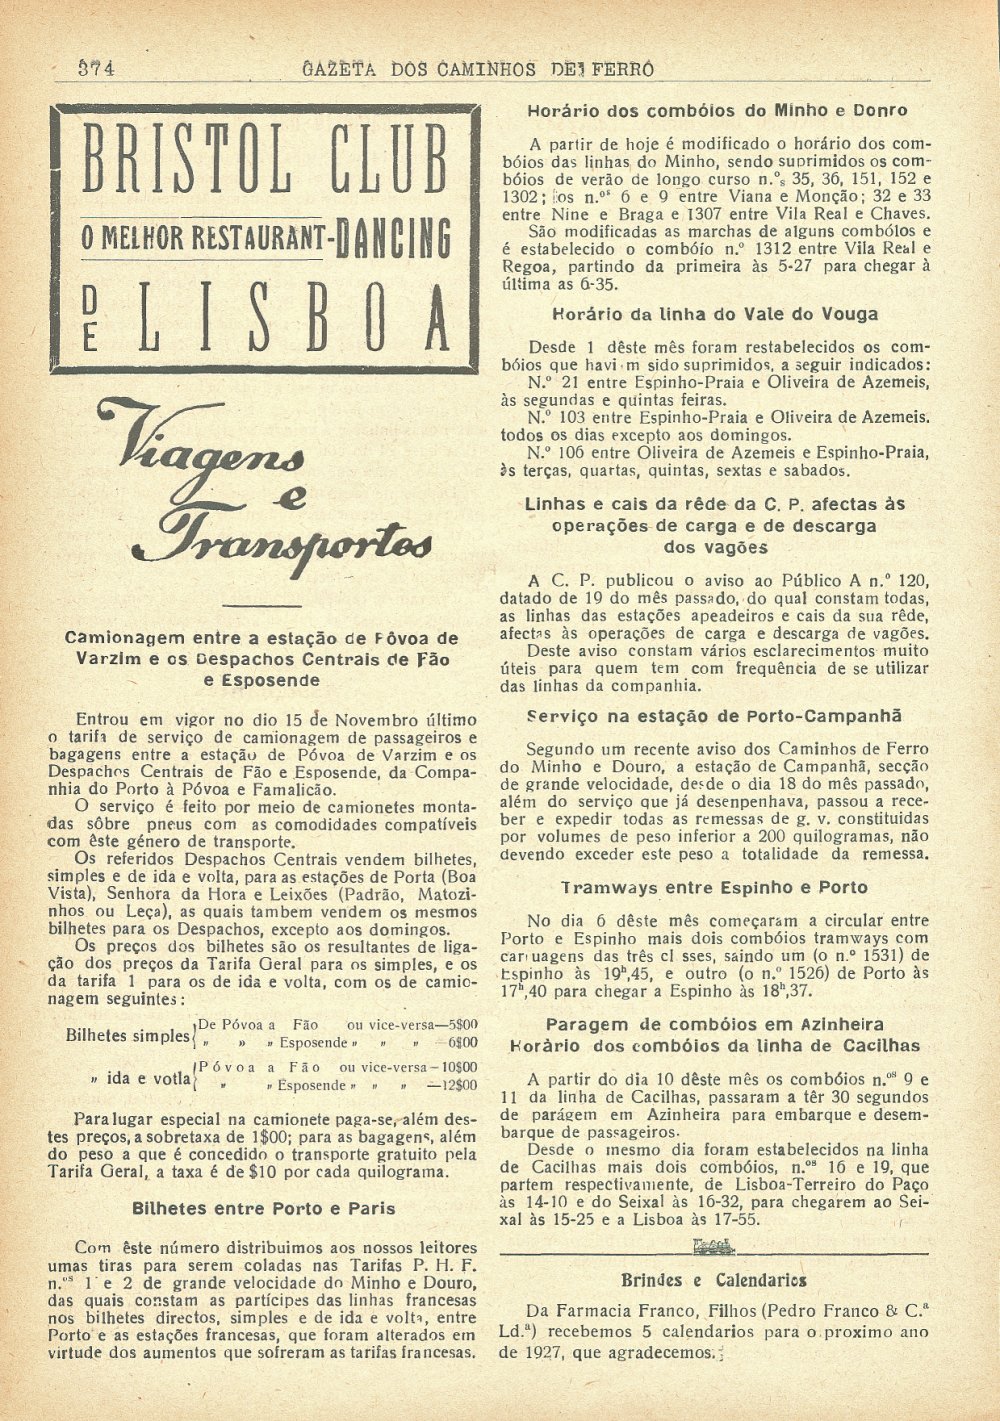 374
GAZETA DOS CAMINHOS DE FERRO
BRISTOL CLUB
O MELHOR RESTAURANT-DANCING
DE LISBOA
Viagens
e
Transportes
Camionagem entre a estação de Póvoa de
Varzim e os Despachos Centrais de Fão
e Esposende
Entrou em vigor no dio 15 de Novembro último
o tarifa de serviço de camionagem de passageiros e
bagagens entre a estação de Póvoa de Varzim e os
Despachos Centrais de Fão e Esposende, da Compa-
nhia do Porto à Póvoa e Famalicão.
O serviço é feito por meio de camionetes monta-
das sôbre pneus com as comodidades compatíveis
com êste género de transporte.
Os referidos Despachos Centrais vendem bilhetes,
simples e de ida e volta, para as estações de Porta (Boa
Vista), Senhora da Hora e Leixões (Padrão, Matozi-
nhos ou Leça), as quais tambem vendem os mesmos
bilhetes para os Despachos, excepto aos domingos.
Os preços dos bilhetes são os resultantes de liga-
ção dos preços da Tarifa Geral para os simples, e os
da tarifa 1 para os de ida e volta, com os de camio-
nagem seguintes:
Bilhetes simples { De Póvoa a Fão ou vice-versa—5$00
» » » Esposende » » » 6$00
» ida e votla { Póvoa a Fão ou vice-versa—10$00
» » Esposende » » » —12$00
Para lugar especial na camionete paga-se, além des-
tes preços, a sobretaxa de 1$00; para as bagagens, além
do peso a que é concedido o transporte gratuito pela
Tarifa Geral, a taxa é de $10 por cada quilograma.
Bilhetes entre Porto e Paris
Com êste número distribuimos aos nossos leitores
umas tiras para serem coladas nas Tarifas P. H. F.
n.ºˢ 1 e 2 de grande velocidade do Minho e Douro,
das quais constam as partícipes das linhas francesas
nos bilhetes directos, simples e de ida e volta, entre
Porto e as estações francesas, que foram alterados em
virtude dos aumentos que sofreram as tarifas francesas.
Horário dos combóios do Minho e Donro
A partir de hoje é modificado o horário dos com-
bóios das linhas do Minho, sendo suprimidos os com-
bóios de verão de longo curso n.ºs 35, 36, 151, 152 e
1302; os n.ºˢ 6 e 9 entre Viana e Monção; 32 e 33
entre Nine e Braga e 1307 entre Vila Real e Chaves.
São modificadas as marchas de alguns combóios e
é estabelecido o combóio n.º 1312 entre Vila Real e
Regoa, partindo da primeira às 5-27 para chegar à
última as 6-35.
Horário da linha do Vale do Vouga
Desde 1 dêste mês foram restabelecidos os com-
bóios que haviam sido suprimidos, a seguir indicados:
N.º 21 entre Espinho-Praia e Oliveira de Azemeis,
às segundas e quintas feiras.
N.º 103 entre Espinho-Praia e Oliveira de Azemeis.
todos os dias excepto aos domingos.
N.º 106 entre Oliveira de Azemeis e Espinho-Praia,
às terças, quartas, quintas, sextas e sabados.
Linhas e cais da rêde da C. P. afectas às
operações de carga e de descarga
dos vagões
A C. P. publicou o aviso ao Público A n.º 120,
datado de 19 do mês passado, do qual constam todas,
as linhas das estações apeadeiros e cais da sua rêde,
afectas às operações de carga e descarga de vagões.
Deste aviso constam vários esclarecimentos muito
úteis para quem tem com frequência de se utilizar
das linhas da companhia.
Serviço na estação de Porto-Campanhã
Segundo um recente aviso dos Caminhos de Ferro
do Minho e Douro, a estação de Campanhã, secção
de grande velocidade, desde o dia 18 do mês passado,
além do serviço que já desenpenhava, passou a rece-
ber e expedir todas as remessas de g. v. constituidas
por volumes de peso inferior a 200 quilogramas, não
devendo exceder este peso a totalidade da remessa.
Tramways entre Espinho e Porto
No dia 6 dêste mês começaram a circular entre
Porto e Espinho mais dois combóios tramways com
carruagens das três classes, saindo um (o n.º 1531) de
Espinho às 19ʰ,45, e outro (o n.º 1526) de Porto às
17ʰ,40 para chegar a Espinho às 18ʰ,37.
Paragem de combóios em Azinheira
Horàrio dos combóios da linha de Cacilhas
A partir do dia 10 dêste mês os combóios n.ºˢ 9 e
11 da linha de Cacilhas, passaram a têr 30 segundos
de parágem em Azinheira para embarque e desem-
barque de passageiros.
Desde o mesmo dia foram estabelecidos na linha
de Cacilhas mais dois combóios, n.ºˢ 16 e 19, que
partem respectivamente, de Lisboa-Terreiro do Paço
às 14-10 e do Seixal às 16-32, para chegarem ao Sei-
xal às 15-25 e a Lisboa às 17-55.
Brindes e Calendarios
Da Farmacia Franco, Filhos (Pedro Franco & C.ª
Ld.ª) recebemos 5 calendarios para o proximo ano
de 1927, que agradecemos.